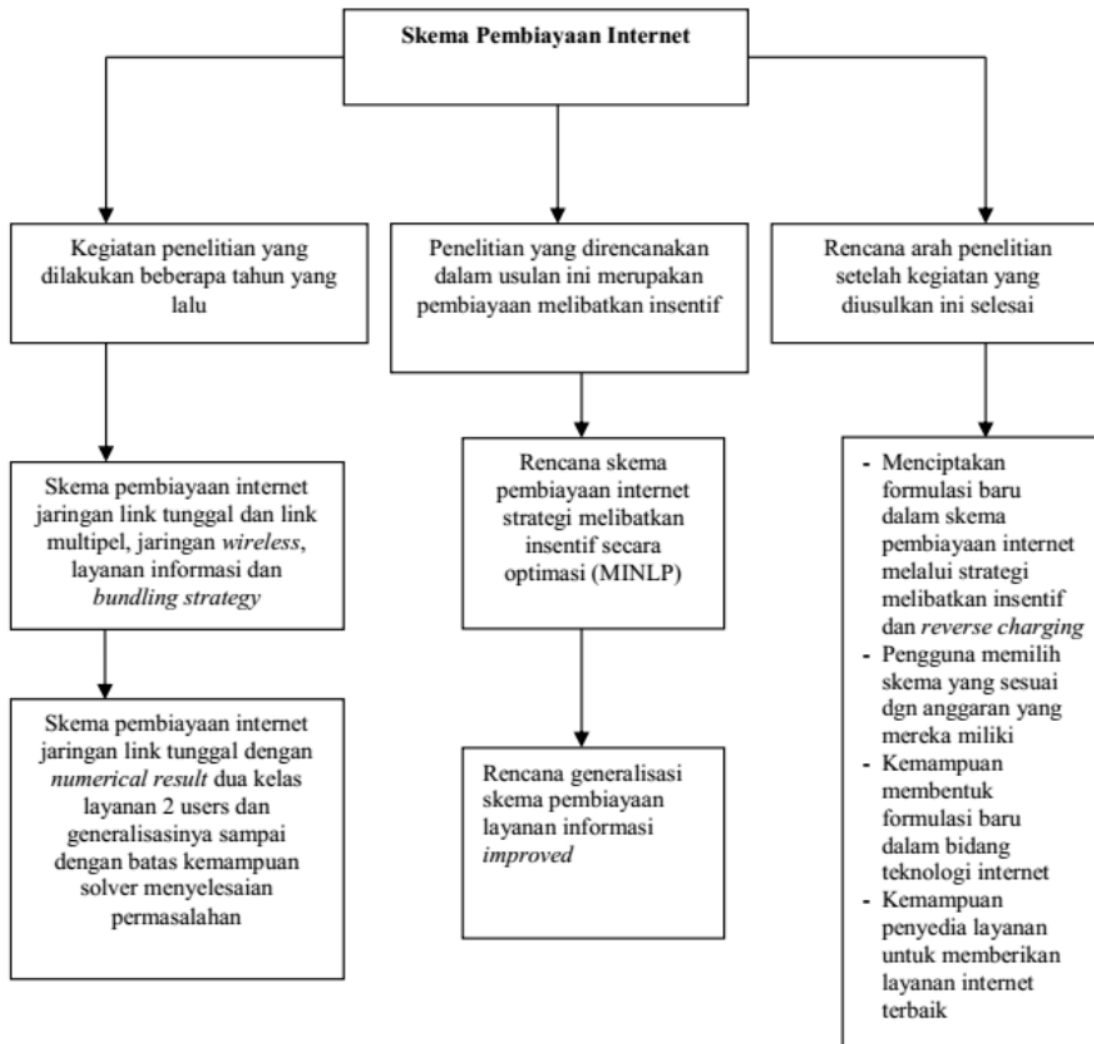 Skema Pembiayaan Internet
Kegiatan penelitian yang
dilakukan beberapa tahun yang
lalu
Penelitian yang direncanakan
dalam usulan ini merupakan
pembiayaan melibatkan insentif
Rencana arah penelitian
setelah kegiatan yang
diusulkan ini selesai
Skema pembiayaan internet
jaringan link tunggal dan link
multipel, jaringan wireless,
layanan informasi dan
bundling strategy
Rencana skema
pembiayaan internet
strategi melibatkan
insentif secara
optimasi (MINLP)
- Menciptakan
formulasi baru
dalam skema
pembiayaan internet
melalui strategi
melibatkan insentif
dan reverse charging
- Pengguna memilih
skema yang sesuai
dgn anggaran yang
mereka miliki
- Kemampuan
membentuk
formulasi baru
dalam bidang
teknologi internet
- Kemampuan
penyedia layanan
untuk memberikan
layanan internet
terbaik
Skema pembiayaan internet
jaringan link tunggal dengan
numerical result dua kelas
layanan 2 users dan
generalisasinya sampai
dengan batas kemampuan
solver menyelesaian
permasalahan
Rencana generalisasi
skema pembiayaan
layanan informasi
improved